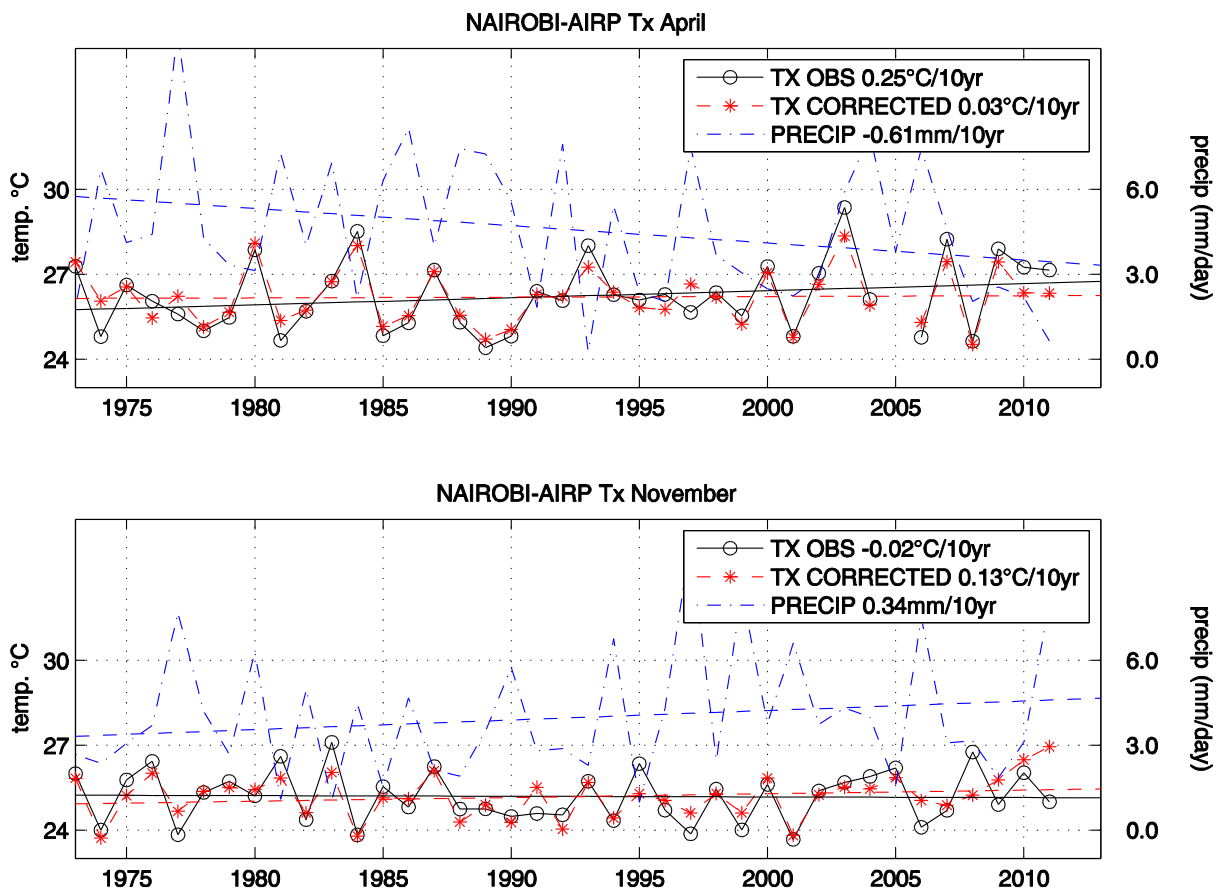 NAIROBI-AIRP Tx April
TX OBS 0.25°C/10yr
TX CORRECTED 0.03°C/10yr
PRECIP -0.61mm/10yr
temp. °C
30
27
24
precip (mm/day)
6.0
3.0
0.0
1975 1980 1985 1990 1995 2000 2005 2010
NAIROBI-AIRP Tx November
TX OBS -0.02°C/10yr
TX CORRECTED 0.13°C/10yr
PRECIP 0.34mm/10yr
temp. °C
30
27
24
precip (mm/day)
6.0
3.0
0.0
1975 1980 1985 1990 1995 2000 2005 2010